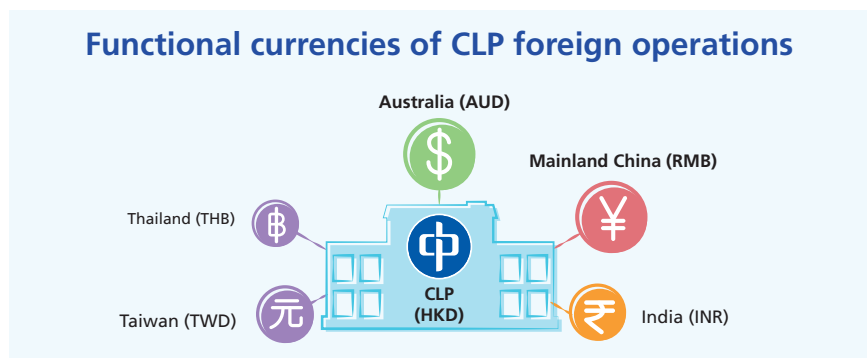 Functional currencies of CLP foreign operations
Australia (AUD)
$
Mainland China (RMB)
¥
Thailand (THB)
฿
CLP
(HKD)
Taiwan (TWD)
元
India (INR)
₹